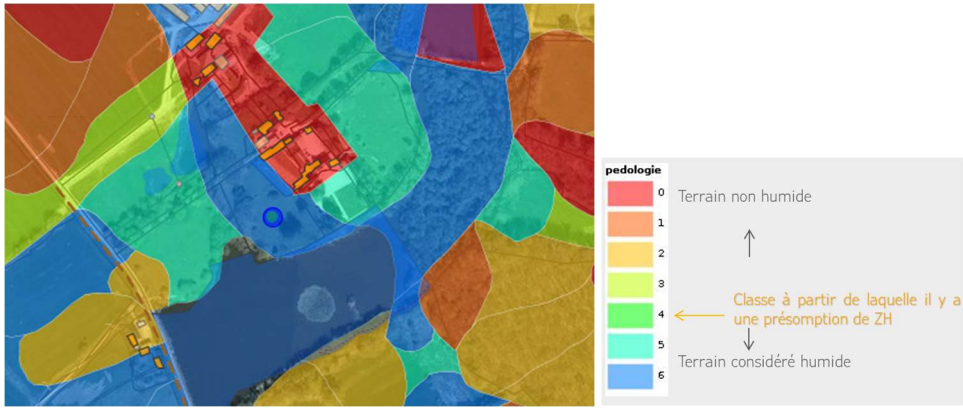 pedologie
0
Terrain non humide
1
2
3
Classe à partir de laquelle il y a
4
une présomption de ZH
5
Terrain considéré humide
6